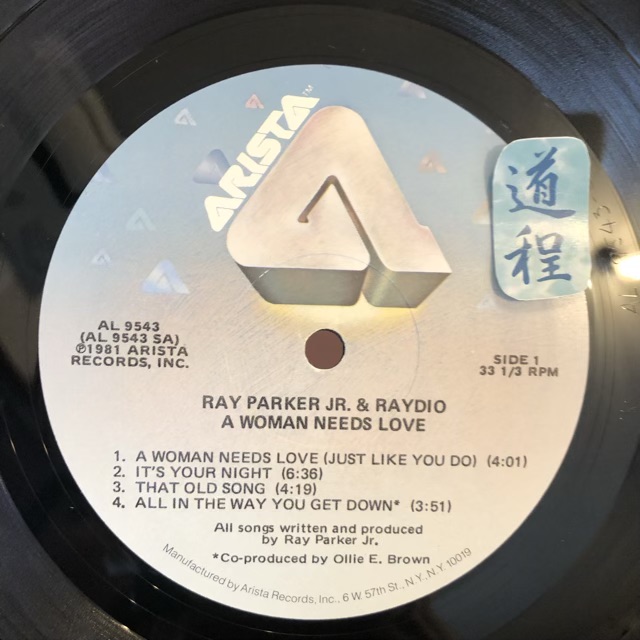 ARISTA™
道
程
AL 9543
(AL 9543 SA)
℗1981 ARISTA
RECORDS, INC.
SIDE 1
33 1/3 RPM
RAY PARKER JR. & RAYDIO
A WOMAN NEEDS LOVE
1. A WOMAN NEEDS LOVE (JUST LIKE YOU DO) (4:01)
2. IT'S YOUR NIGHT (6:36)
3. THAT OLD SONG (4:19)
4. ALL IN THE WAY YOU GET DOWN* (3:51)
All songs written and produced
by Ray Parker Jr.
*Co-produced by Ollie E. Brown
Manufactured by Arista Records, Inc., 6 W. 57th St., N.Y., N.Y. 10019